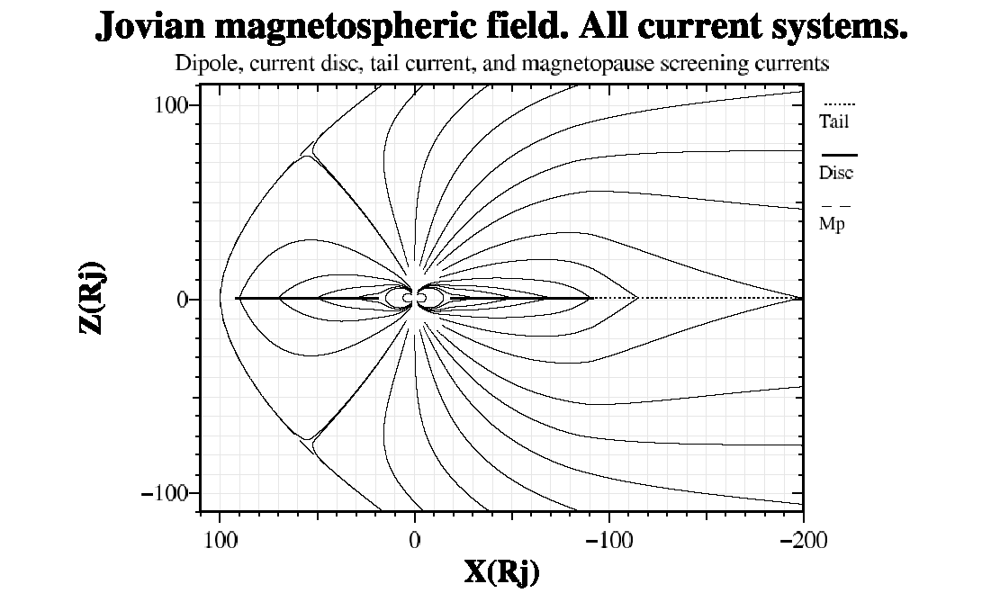 Jovian magnetospheric field. All current systems.
Dipole, current disc, tail current, and magnetopause screening currents
100
0
−100
Z(Rj)
100
0
−100
−200
X(Rj)
Tail
Disc
Mp